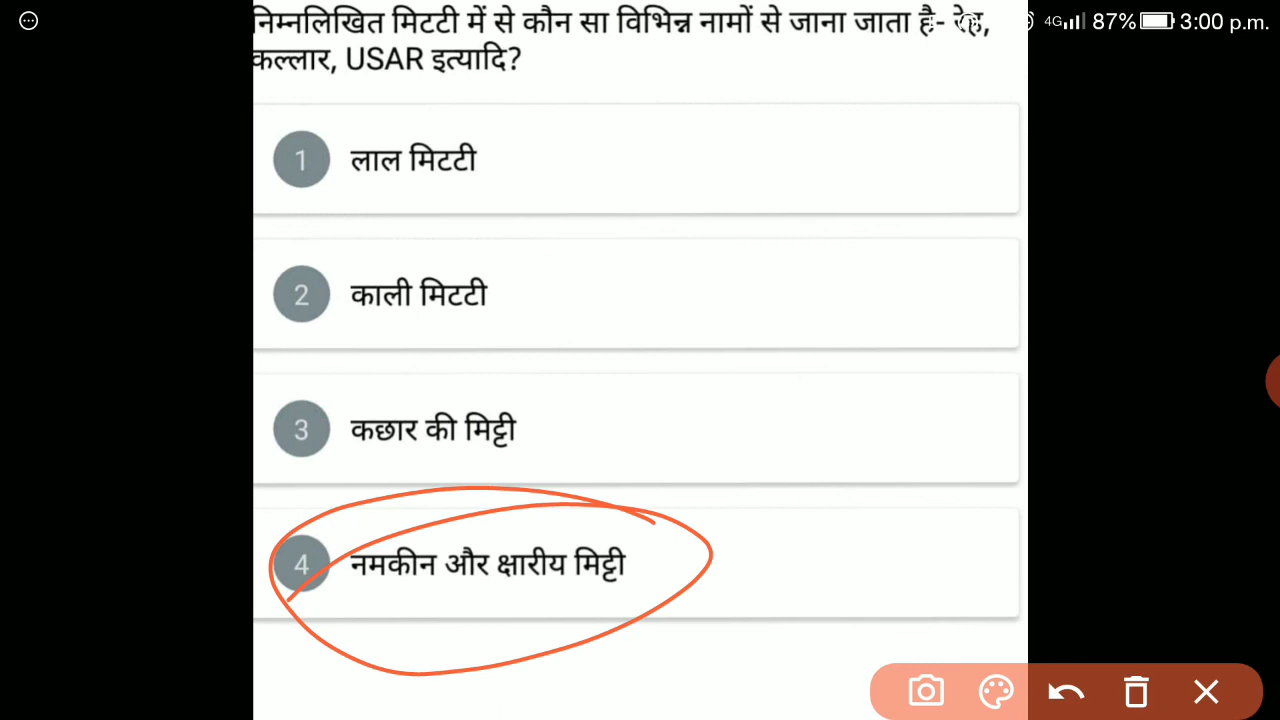 निम्नलिखित मिटटी में से कौन सा विभिन्न नामों से जाना जाता है- रेह,
कल्लार, USAR इत्यादि?
4G 87% 3:00 p.m.
1 लाल मिटटी
2 काली मिटटी
3 कछार की मिट्टी
4 नमकीन और क्षारीय मिट्टी